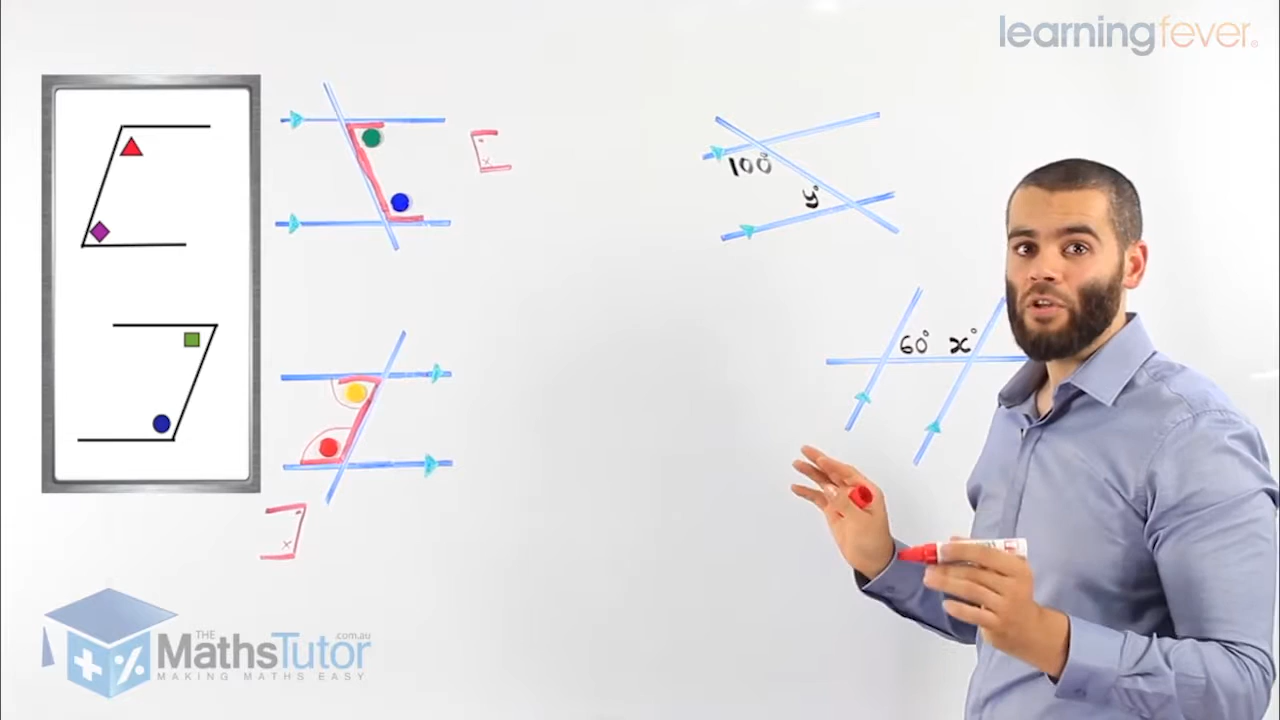 learningfever
100°
y°
60° x°
x
x
THE
MathsTutor.com.au
MAKING MATHS EASY